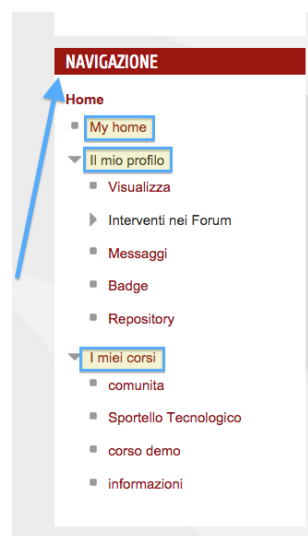 NAVIGAZIONE
Home
My home
Il mio profilo
Visualizza
Interventi nei Forum
Messaggi
Badge
Repository
I miei corsi
comunita
Sportello Tecnologico
corso demo
informazioni